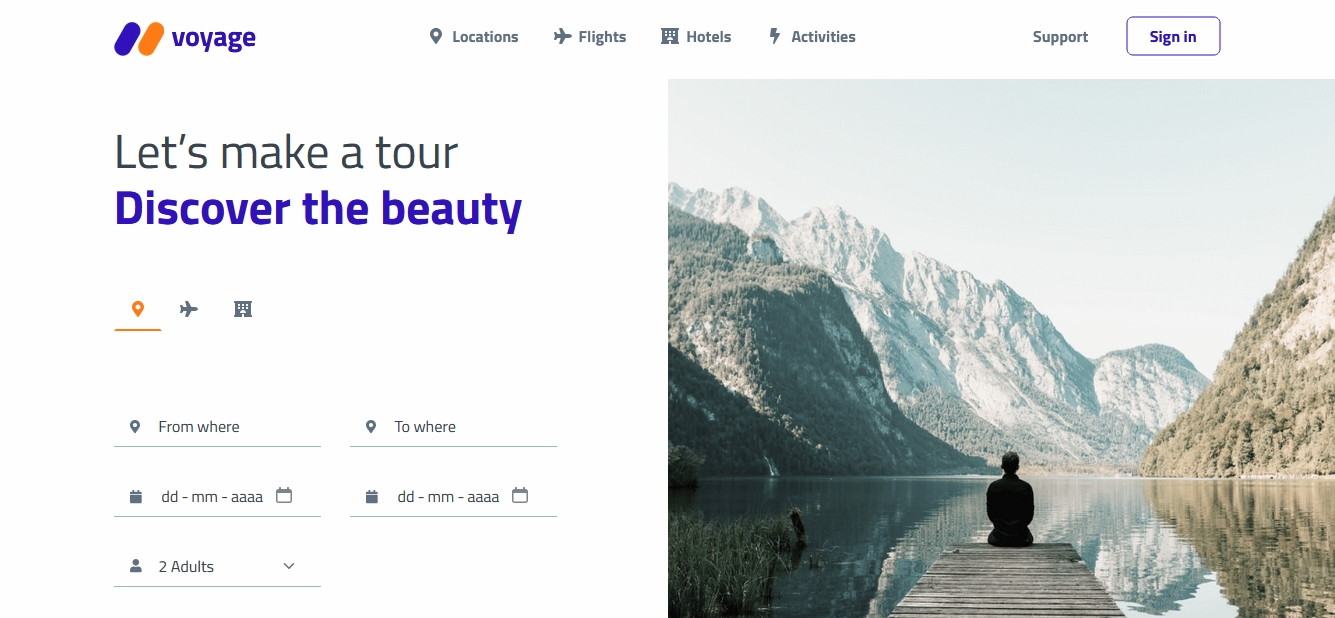 voyage
Locations Flights Hotels Activities Support Sign in
Let’s make a tour
Discover the beauty
From where To where
dd - mm - aaaa dd - mm - aaaa
2 Adults